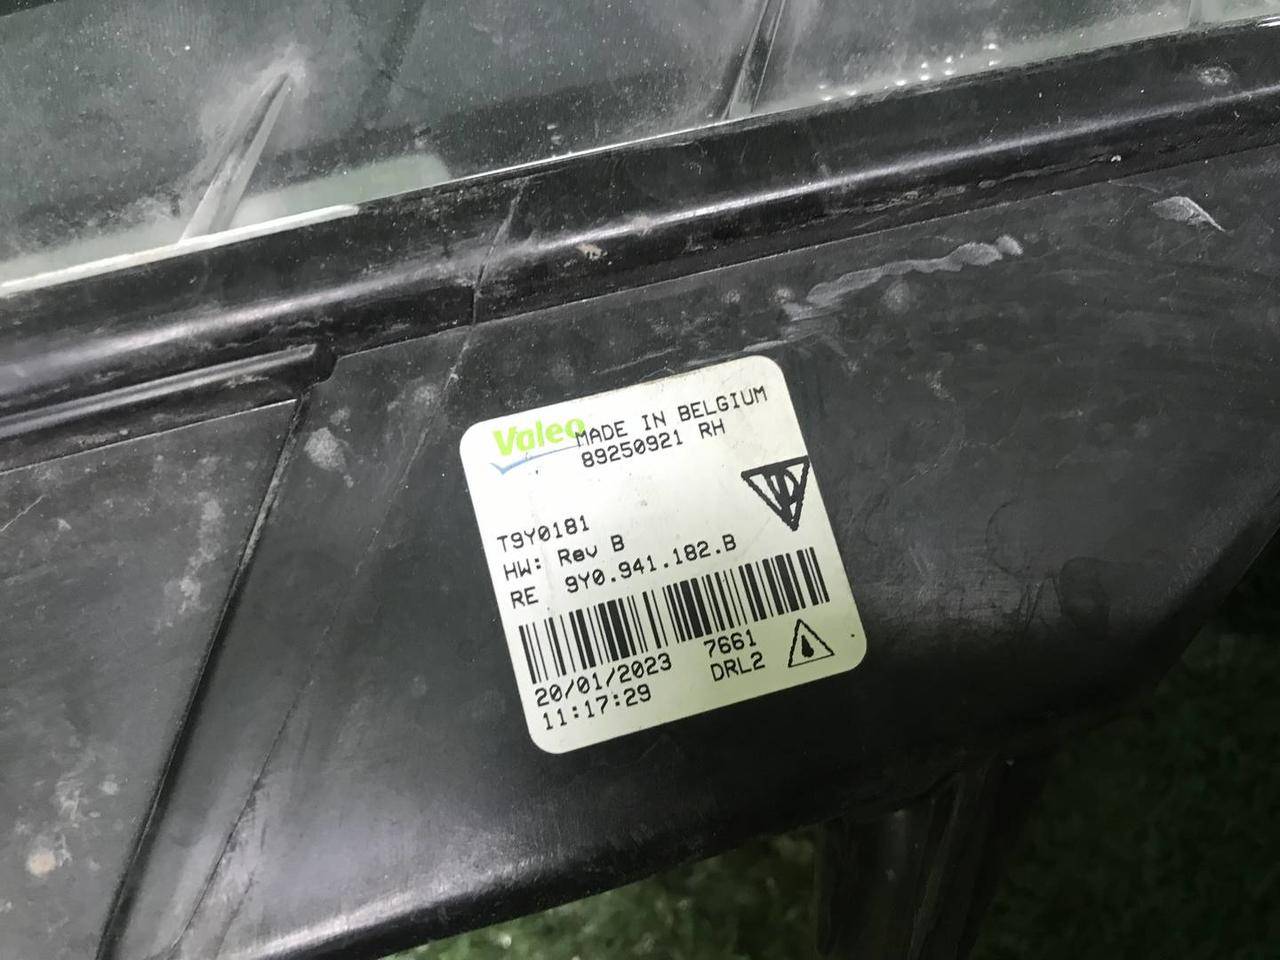 Valeo MADE IN BELGIUM
89250921 RH
T9Y0181
HW: Rev B
RE 9Y0.941.182.B
20/01/2023 7661
11:17:29 DRL2